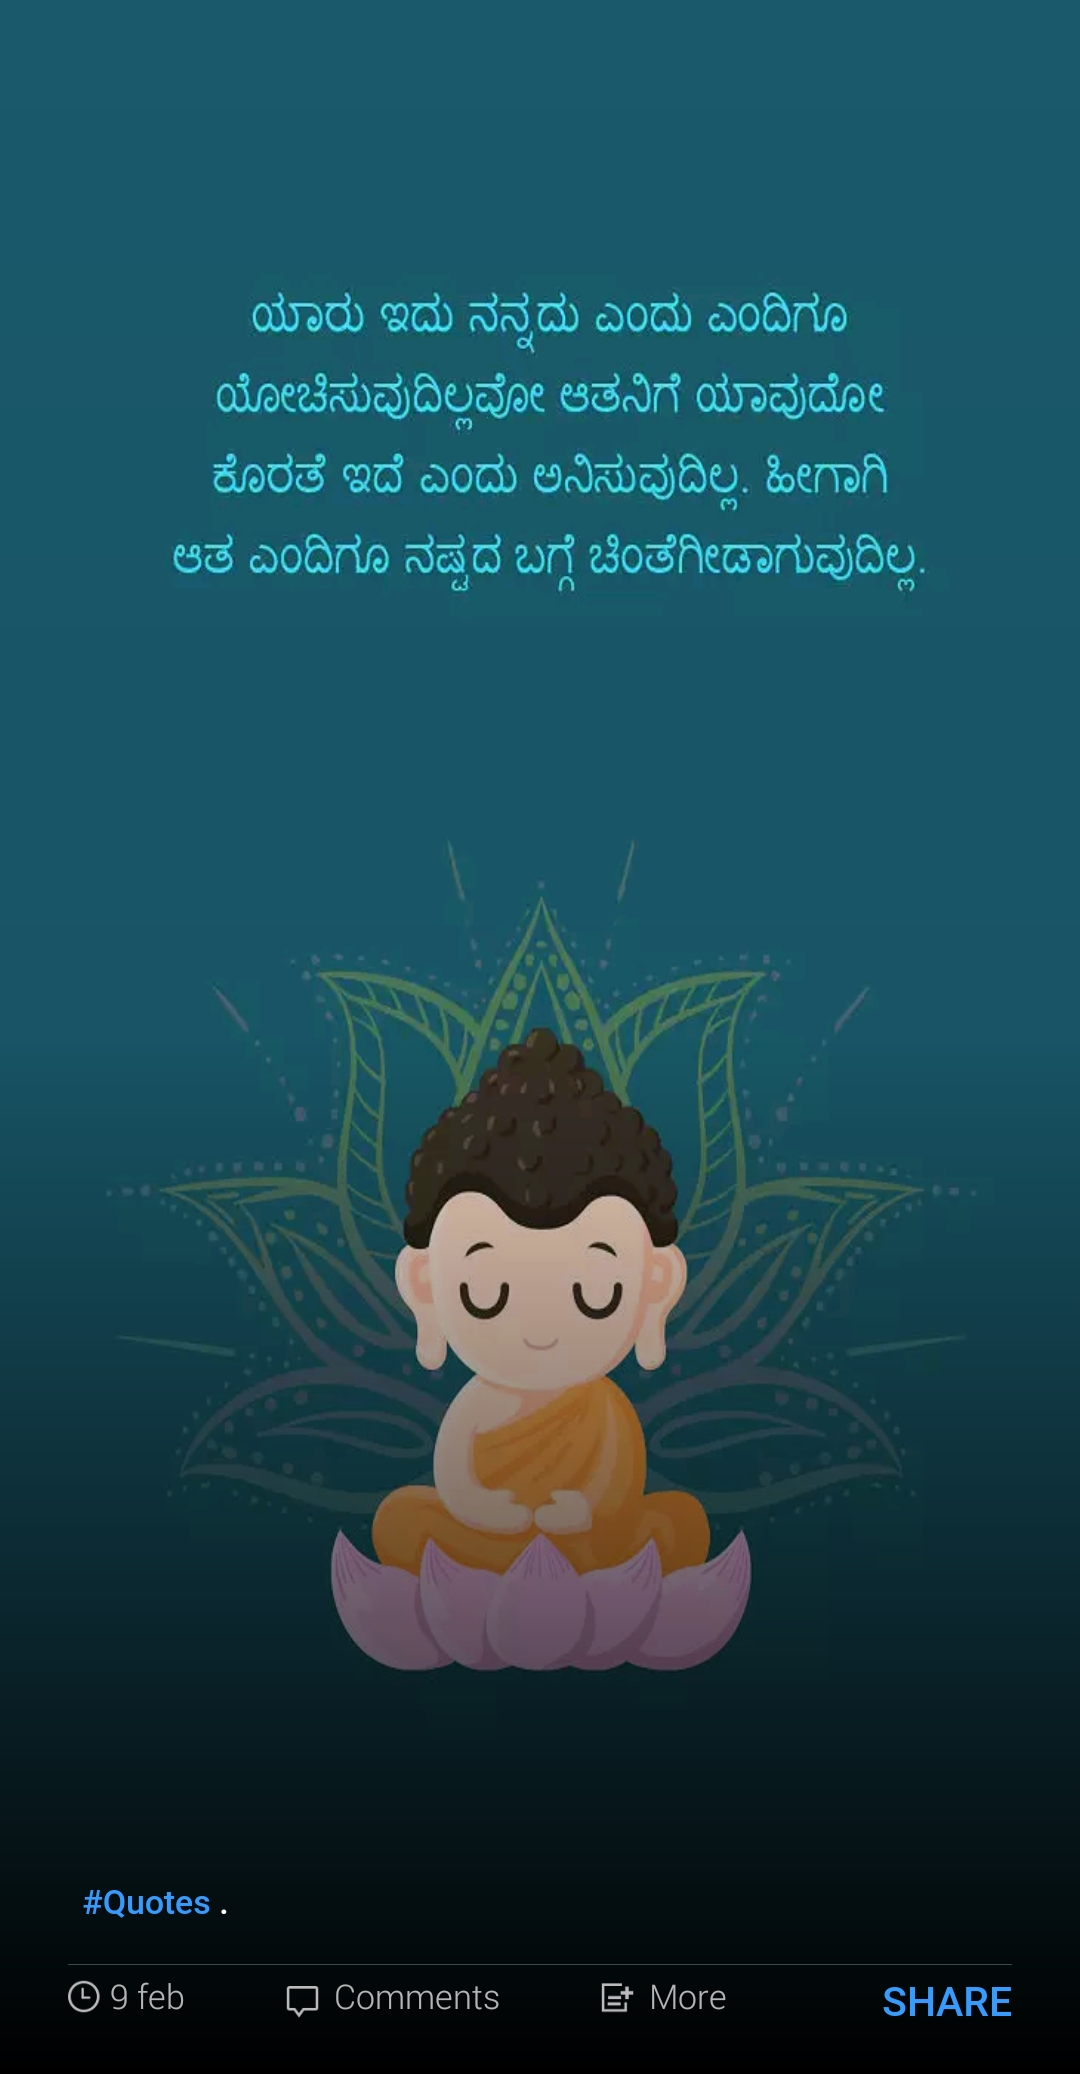 ಯಾರು ಇದು ನನ್ನದು ಎಂದು ಎಂದಿಗೂ
ಯೋಚಿಸುವುದಿಲ್ಲವೋ ಆತನಿಗೆ ಯಾವುದೋ
ಕೊರತೆ ಇದೆ ಎಂದು ಅನಿಸುವುದಿಲ್ಲ. ಹೀಗಾಗಿ
ಆತ ಎಂದಿಗೂ ನಷ್ಟದ ಬಗ್ಗೆ ಚಿಂತೆಗೀಡಾಗುವುದಿಲ್ಲ.
#Quotes .
9 feb Comments More SHARE